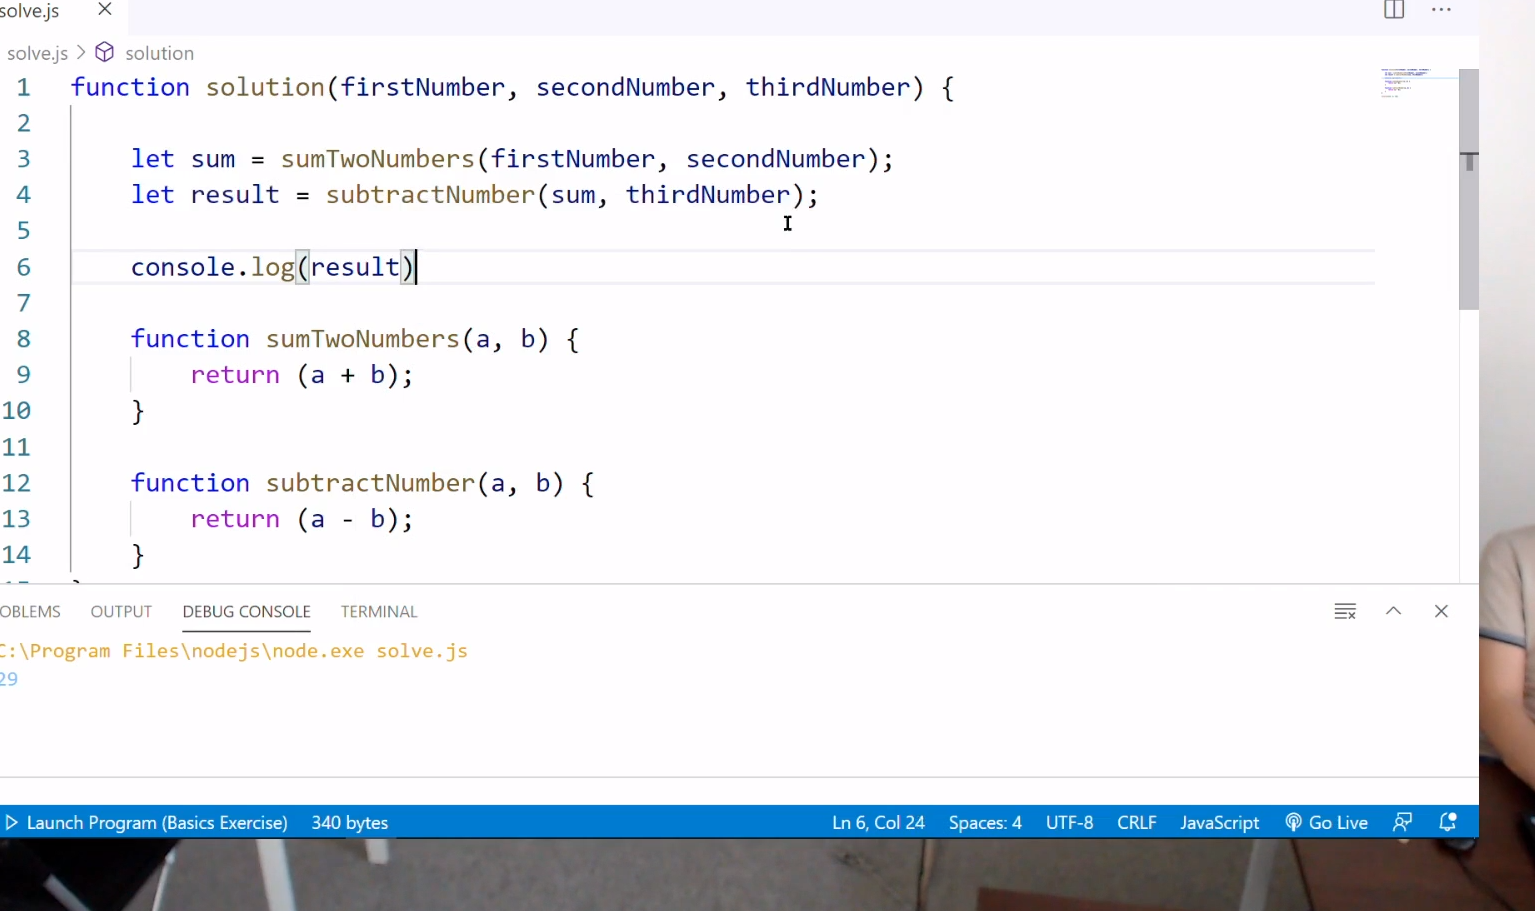 solve.js
solve.js > solution
1 function solution(firstNumber, secondNumber, thirdNumber) {
2
3 let sum = sumTwoNumbers(firstNumber, secondNumber);
4 let result = subtractNumber(sum, thirdNumber);
5
6 console.log(result)
7
8 function sumTwoNumbers(a, b) {
9 return (a + b);
10 }
11
12 function subtractNumber(a, b) {
13 return (a - b);
14 }
OBLEMS OUTPUT DEBUG CONSOLE TERMINAL
C:\Program Files\nodejs\node.exe solve.js
29
Launch Program (Basics Exercise) 340 bytes Ln 6, Col 24 Spaces: 4 UTF-8 CRLF JavaScript Go Live